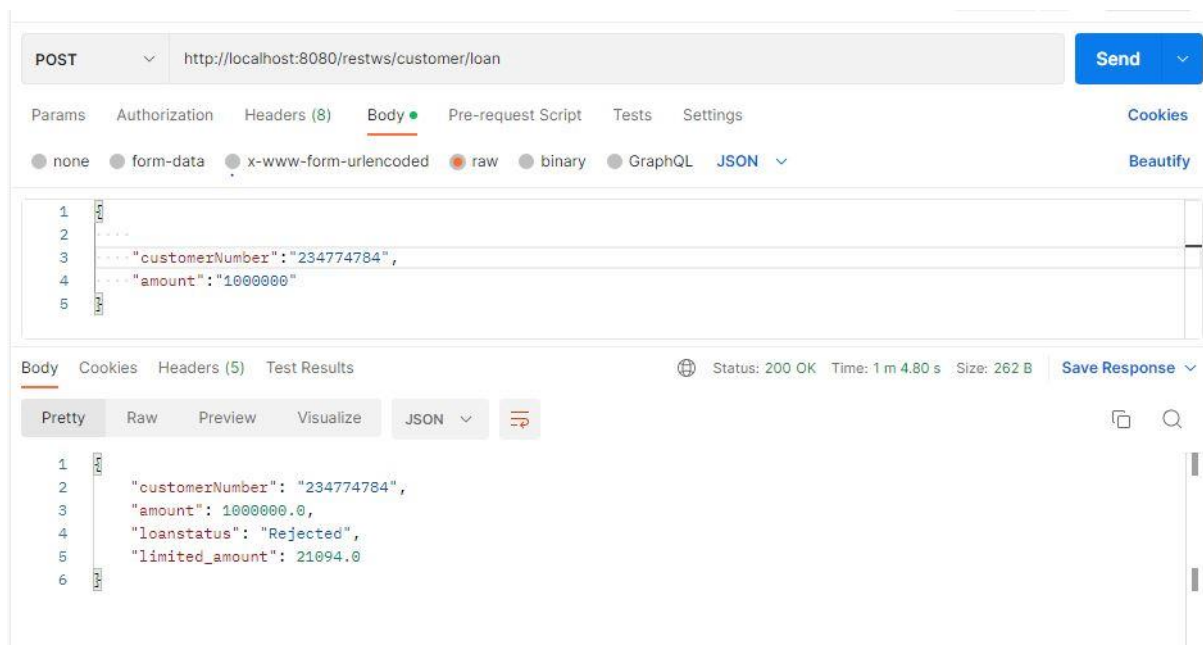 POST http://localhost:8080/restws/customer/loan Send
Params Authorization Headers (8) Body Pre-request Script Tests Settings Cookies
none form-data x-www-form-urlencoded raw binary GraphQL JSON Beautify
1 {
2
3 "customerNumber":"234774784",
4 "amount":"1000000"
5 }
Body Cookies Headers (5) Test Results Status: 200 OK Time: 1 m 4.80 s Size: 262 B Save Response
Pretty Raw Preview Visualize JSON
1 {
2 "customerNumber": "234774784",
3 "amount": 1000000.0,
4 "loanstatus": "Rejected",
5 "limited_amount": 21094.0
6 }